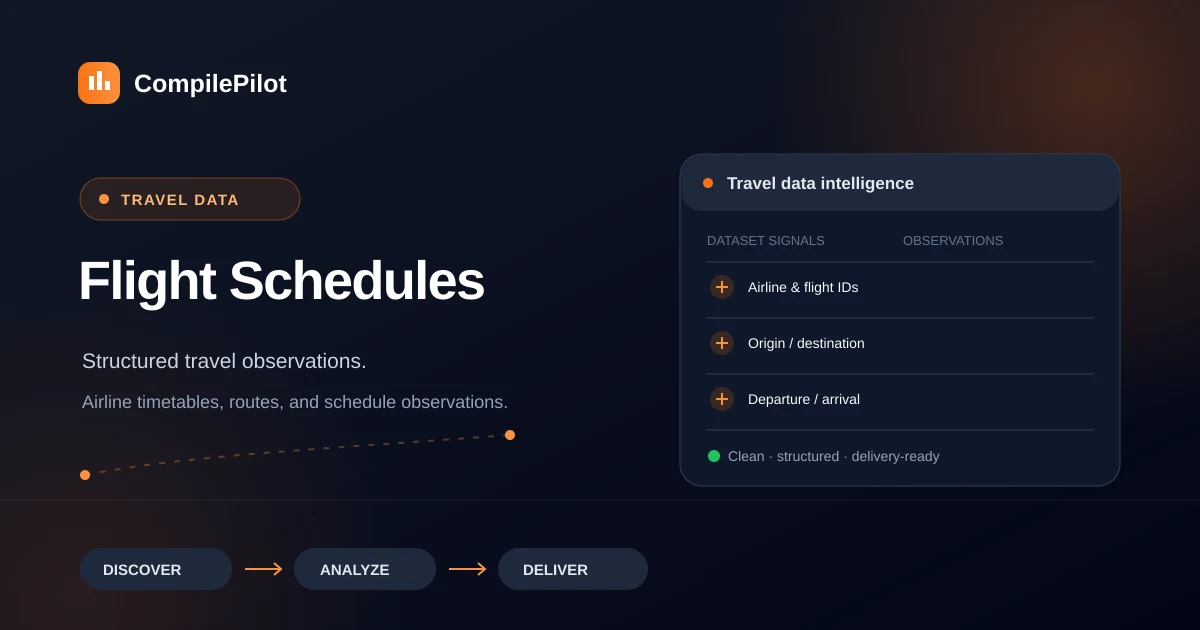 CompilePilot
TRAVEL DATA
Flight Schedules
Structured travel observations.
Airline timetables, routes, and schedule observations.
Travel data intelligence
DATASET SIGNALS OBSERVATIONS
Airline & flight IDs
Origin / destination
Departure / arrival
Clean · structured · delivery-ready
DISCOVER ANALYZE DELIVER